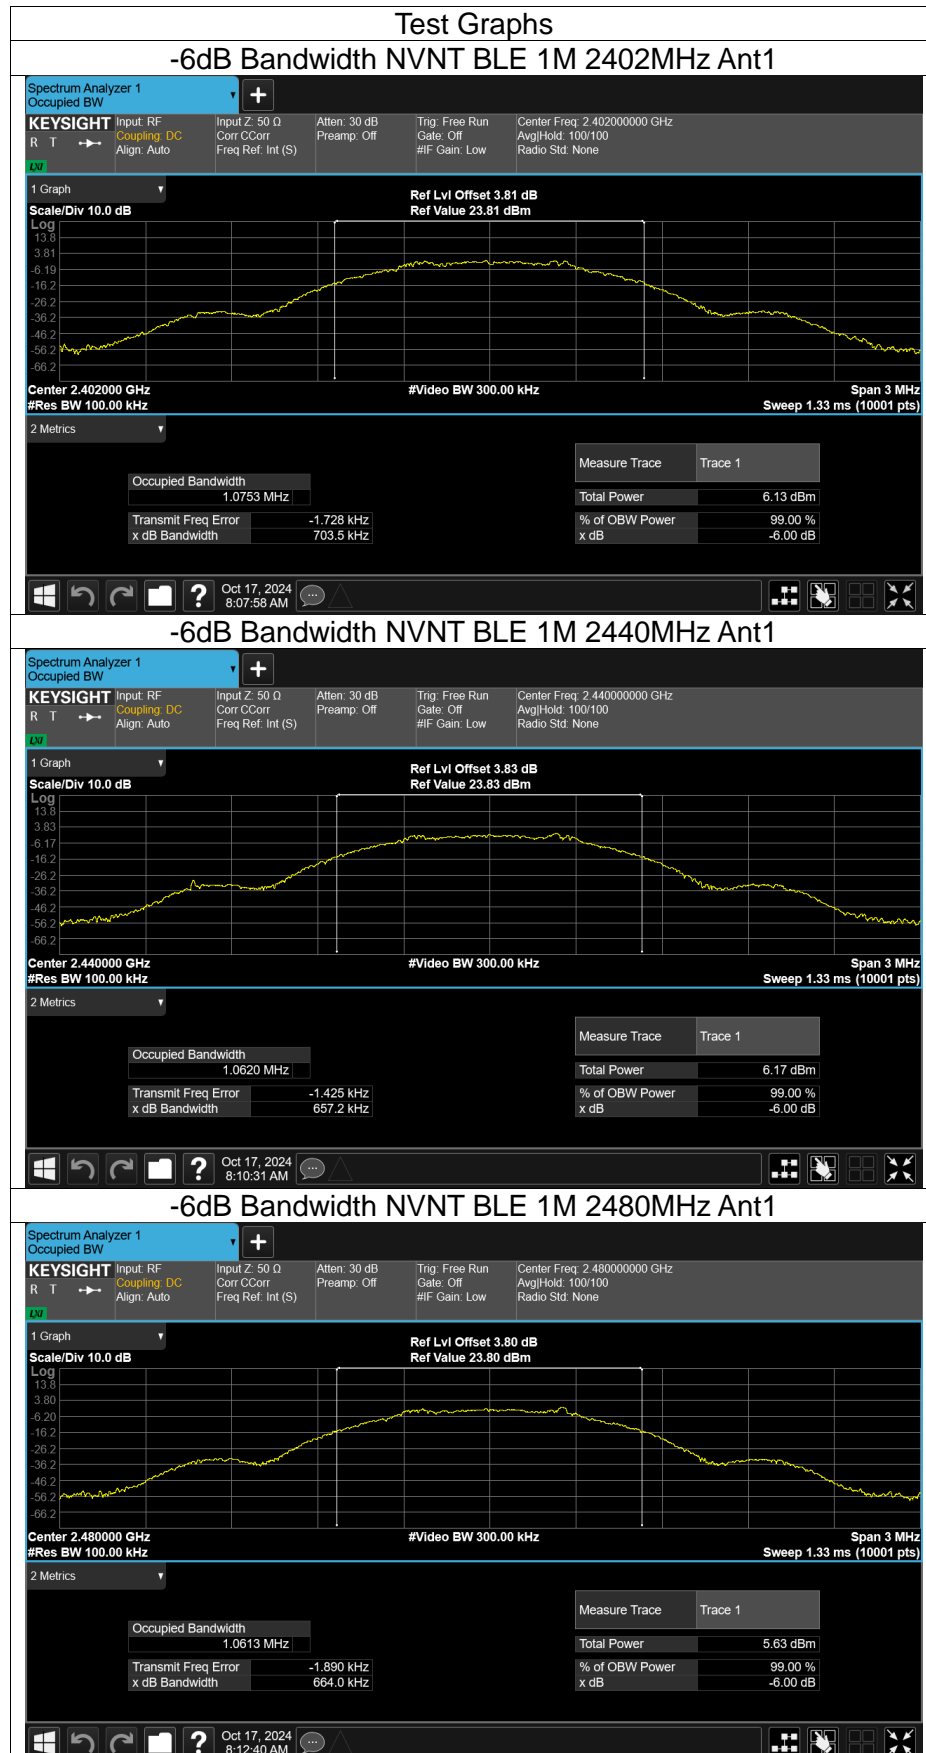 Test Graphs
-6dB Bandwidth NVNT BLE 1M 2402MHz Ant1
Spectrum Analyzer 1
Occupied BW
+
KEYSIGHT Input: RF Input Z: 50 Ω Atten: 30 dB Trig: Free Run Center Freq: 2.402000000 GHz
R T Coupling: DC Corr CCorr Preamp: Off Gate: Off Avg|Hold: 100/100
Align: Auto Freq Ref: Int (S) #IF Gain: Low Radio Std: None
LXI
1 Graph Ref Lvl Offset 3.81 dB
Scale/Div 10.0 dB Ref Value 23.81 dBm
Log
13.8
3.81
-6.19
-16.2
-26.2
-36.2
-46.2
-56.2
-66.2
Center 2.402000 GHz #Video BW 300.00 kHz Span 3 MHz
#Res BW 100.00 kHz Sweep 1.33 ms (10001 pts)
2 Metrics
Measure Trace Trace 1
Occupied Bandwidth
1.0753 MHz Total Power 6.13 dBm
Transmit Freq Error -1.728 kHz % of OBW Power 99.00 %
x dB Bandwidth 703.5 kHz x dB -6.00 dB
? Oct 17, 2024
8:07:58 AM
-6dB Bandwidth NVNT BLE 1M 2440MHz Ant1
Spectrum Analyzer 1
Occupied BW
+
KEYSIGHT Input: RF Input Z: 50 Ω Atten: 30 dB Trig: Free Run Center Freq: 2.440000000 GHz
R T Coupling: DC Corr CCorr Preamp: Off Gate: Off Avg|Hold: 100/100
Align: Auto Freq Ref: Int (S) #IF Gain: Low Radio Std: None
LXI
1 Graph Ref Lvl Offset 3.83 dB
Scale/Div 10.0 dB Ref Value 23.83 dBm
Log
13.8
3.83
-6.17
-16.2
-26.2
-36.2
-46.2
-56.2
-66.2
Center 2.440000 GHz #Video BW 300.00 kHz Span 3 MHz
#Res BW 100.00 kHz Sweep 1.33 ms (10001 pts)
2 Metrics
Measure Trace Trace 1
Occupied Bandwidth
1.0620 MHz Total Power 6.17 dBm
Transmit Freq Error -1.425 kHz % of OBW Power 99.00 %
x dB Bandwidth 657.2 kHz x dB -6.00 dB
? Oct 17, 2024
8:10:31 AM
-6dB Bandwidth NVNT BLE 1M 2480MHz Ant1
Spectrum Analyzer 1
Occupied BW
+
KEYSIGHT Input: RF Input Z: 50 Ω Atten: 30 dB Trig: Free Run Center Freq: 2.480000000 GHz
R T Coupling: DC Corr CCorr Preamp: Off Gate: Off Avg|Hold: 100/100
Align: Auto Freq Ref: Int (S) #IF Gain: Low Radio Std: None
LXI
1 Graph Ref Lvl Offset 3.80 dB
Scale/Div 10.0 dB Ref Value 23.80 dBm
Log
13.8
3.80
-6.20
-16.2
-26.2
-36.2
-46.2
-56.2
-66.2
Center 2.480000 GHz #Video BW 300.00 kHz Span 3 MHz
#Res BW 100.00 kHz Sweep 1.33 ms (10001 pts)
2 Metrics
Measure Trace Trace 1
Occupied Bandwidth
1.0613 MHz Total Power 5.63 dBm
Transmit Freq Error -1.890 kHz % of OBW Power 99.00 %
x dB Bandwidth 664.0 kHz x dB -6.00 dB
? Oct 17, 2024
8:12:40 AM